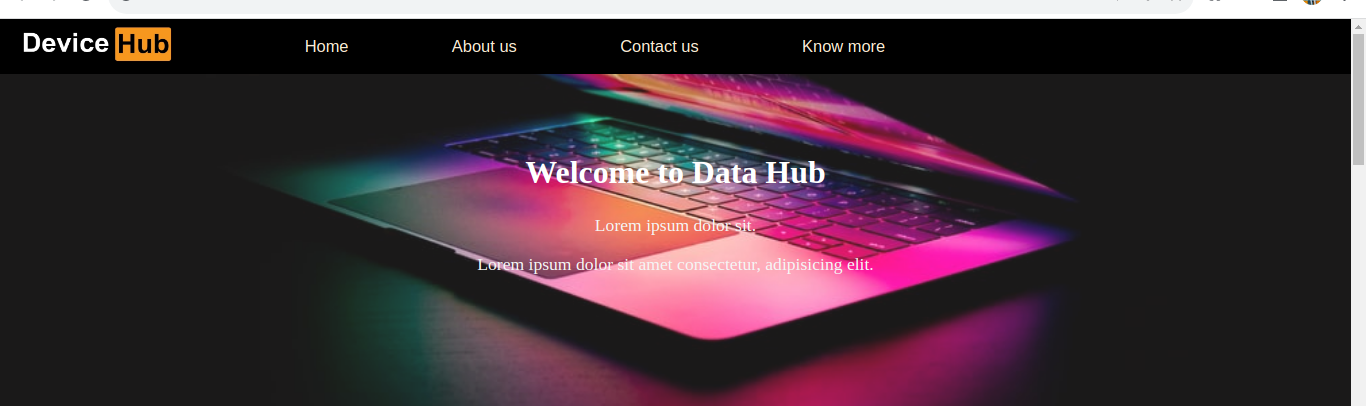 Device Hub Home About us Contact us Know more
Welcome to Data Hub
Lorem ipsum dolor sit.
Lorem ipsum dolor sit amet consectetur, adipisicing elit.